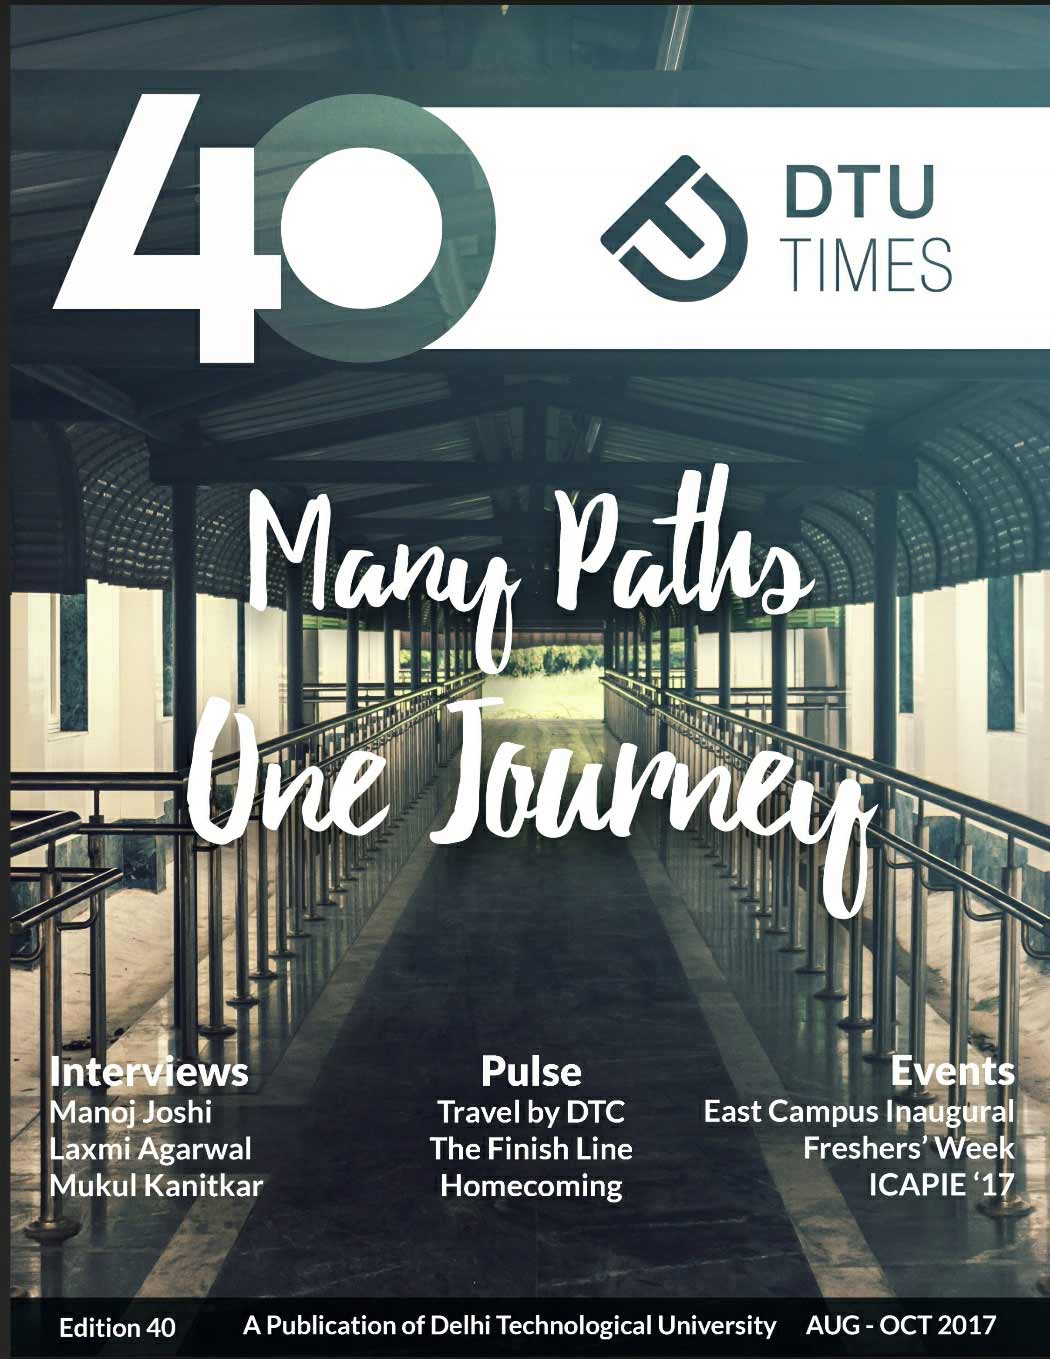 40
DTU
TIMES
Many Paths
One Journey
Interviews
Manoj Joshi
Laxmi Agarwal
Mukul Kanitkar
Pulse
Travel by DTC
The Finish Line
Homecoming
Events
East Campus Inaugural
Freshers’ Week
ICAPIE ‘17
Edition 40
A Publication of Delhi Technological University
AUG - OCT 2017